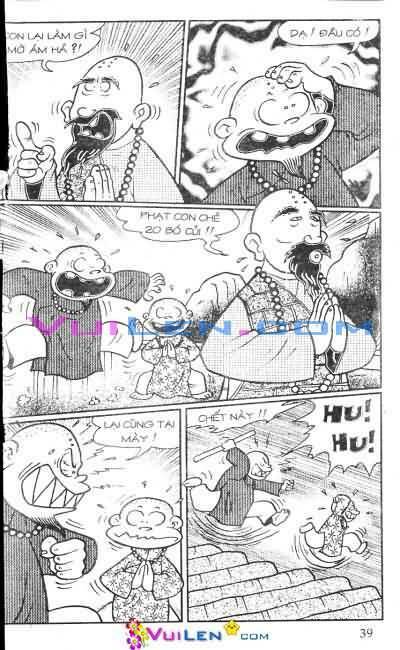 CON LẠI LÀM GÌ
MỜ ÁM HẢ ?!
DẠ ! ĐÂU CÓ !
PHẠT CON CHẺ
20 BÓ CỦI !!
VUILEN.COM
LẠI CŨNG TẠI
MÀY !
CHẾT NÀY !!
HU!
HU!
39
VUILEN.COM